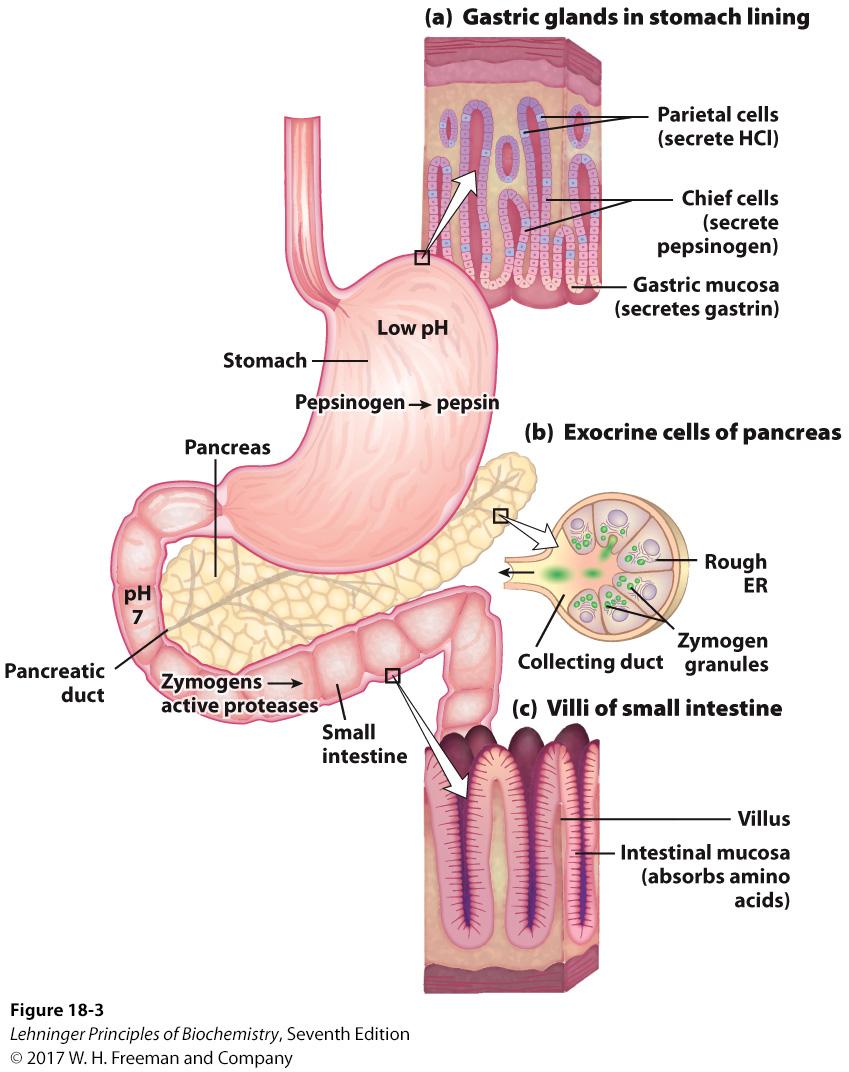 (a) Gastric glands in stomach lining
Parietal cells
(secrete HCl)
Chief cells
(secrete
pepsinogen)
Gastric mucosa
(secretes gastrin)
Low pH
Stomach
Pepsinogen → pepsin
Pancreas
(b) Exocrine cells of pancreas
Rough
ER
Zymogen
granules
Collecting duct
pH
7
Pancreatic
duct
Zymogens →
active proteases
Small
intestine
(c) Villi of small intestine
Villus
Intestinal mucosa
(absorbs amino
acids)
Figure 18-3
Lehninger Principles of Biochemistry, Seventh Edition
© 2017 W. H. Freeman and Company